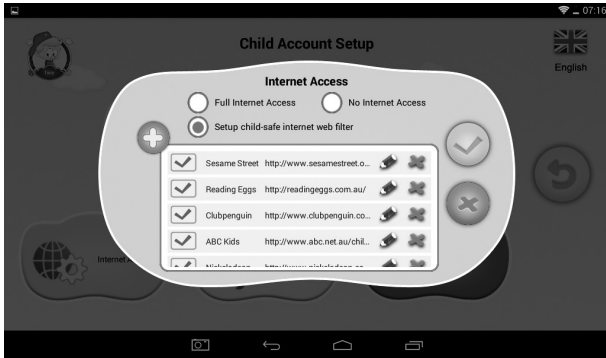 07:16
Child Account Setup
English
Internet Access
Full Internet Access
No Internet Access
Setup child-safe internet web filter
Sesame Street http://www.sesamestreet.o...
Reading Eggs http://readingeggs.com.au/
Clubpenguin http://www.clubpenguin.co...
ABC Kids http://www.abc.net.au/chil...
Internet